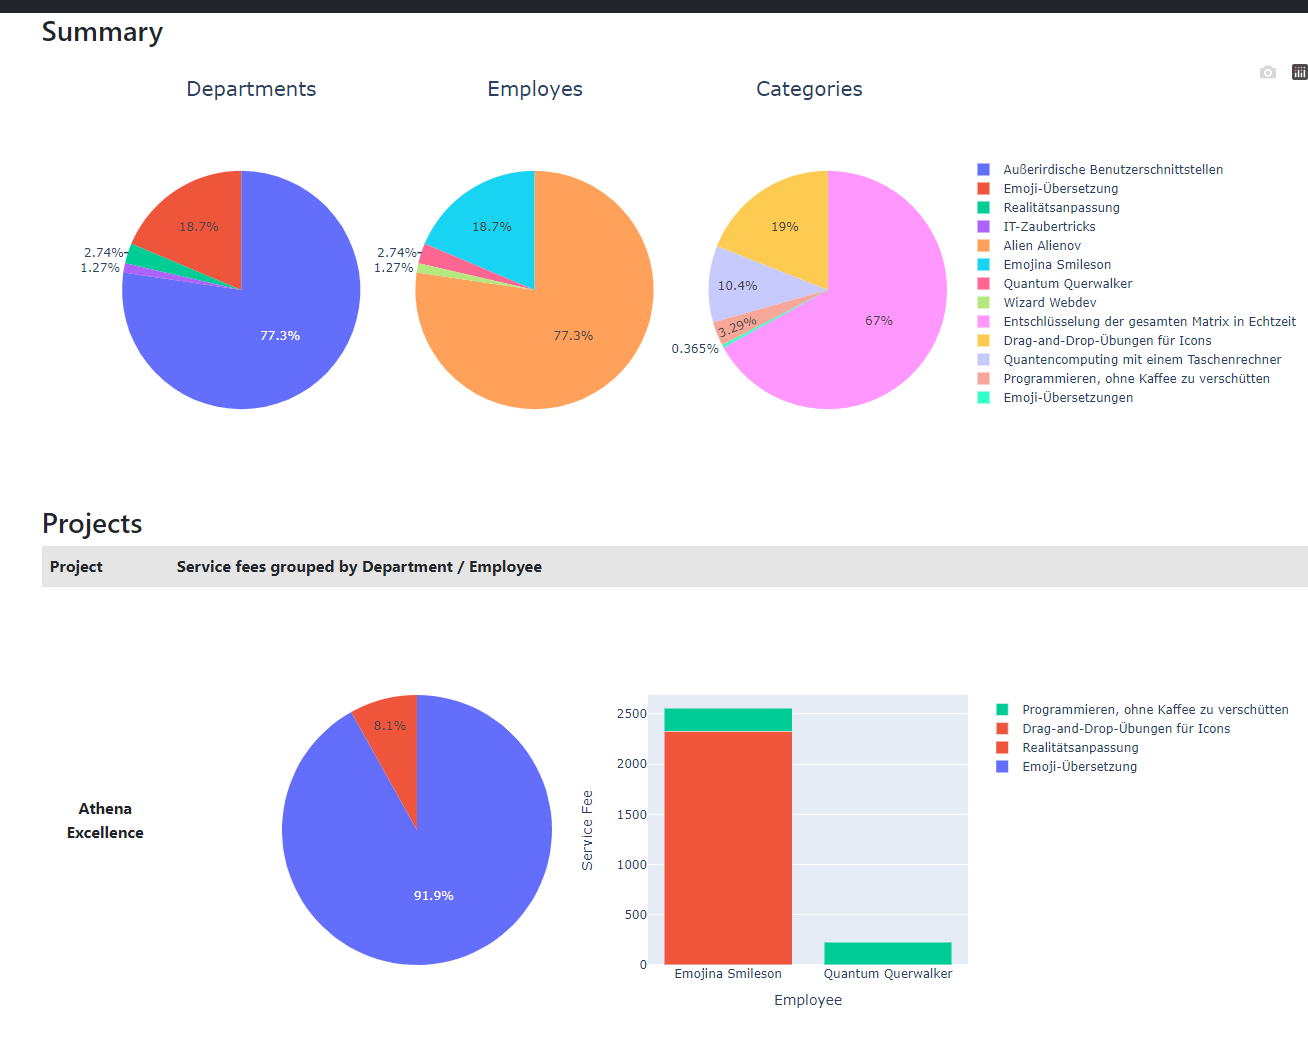 Summary
Departments
Employes
Categories
18.7%
2.74%
1.27%
77.3%
18.7%
2.74%
1.27%
77.3%
19%
10.4%
3.29%
0.365%
67%
Außerirdische Benutzerschnittstellen
Emoji-Übersetzung
Realitätsanpassung
IT-Zaubertricks
Alien Alienov
Emojina Smileson
Quantum Querwalker
Wizard Webdev
Entschlüsselung der gesamten Matrix in Echtzeit
Drag-and-Drop-Übungen für Icons
Quantencomputing mit einem Taschenrechner
Programmieren, ohne Kaffee zu verschütten
Emoji-Übersetzungen
Projects
Project
Service fees grouped by Department / Employee
Athena
Excellence
8.1%
91.9%
Service Fee
2500
2000
1500
1000
500
0
Emojina Smileson
Quantum Querwalker
Employee
Programmieren, ohne Kaffee zu verschütten
Drag-and-Drop-Übungen für Icons
Realitätsanpassung
Emoji-Übersetzung